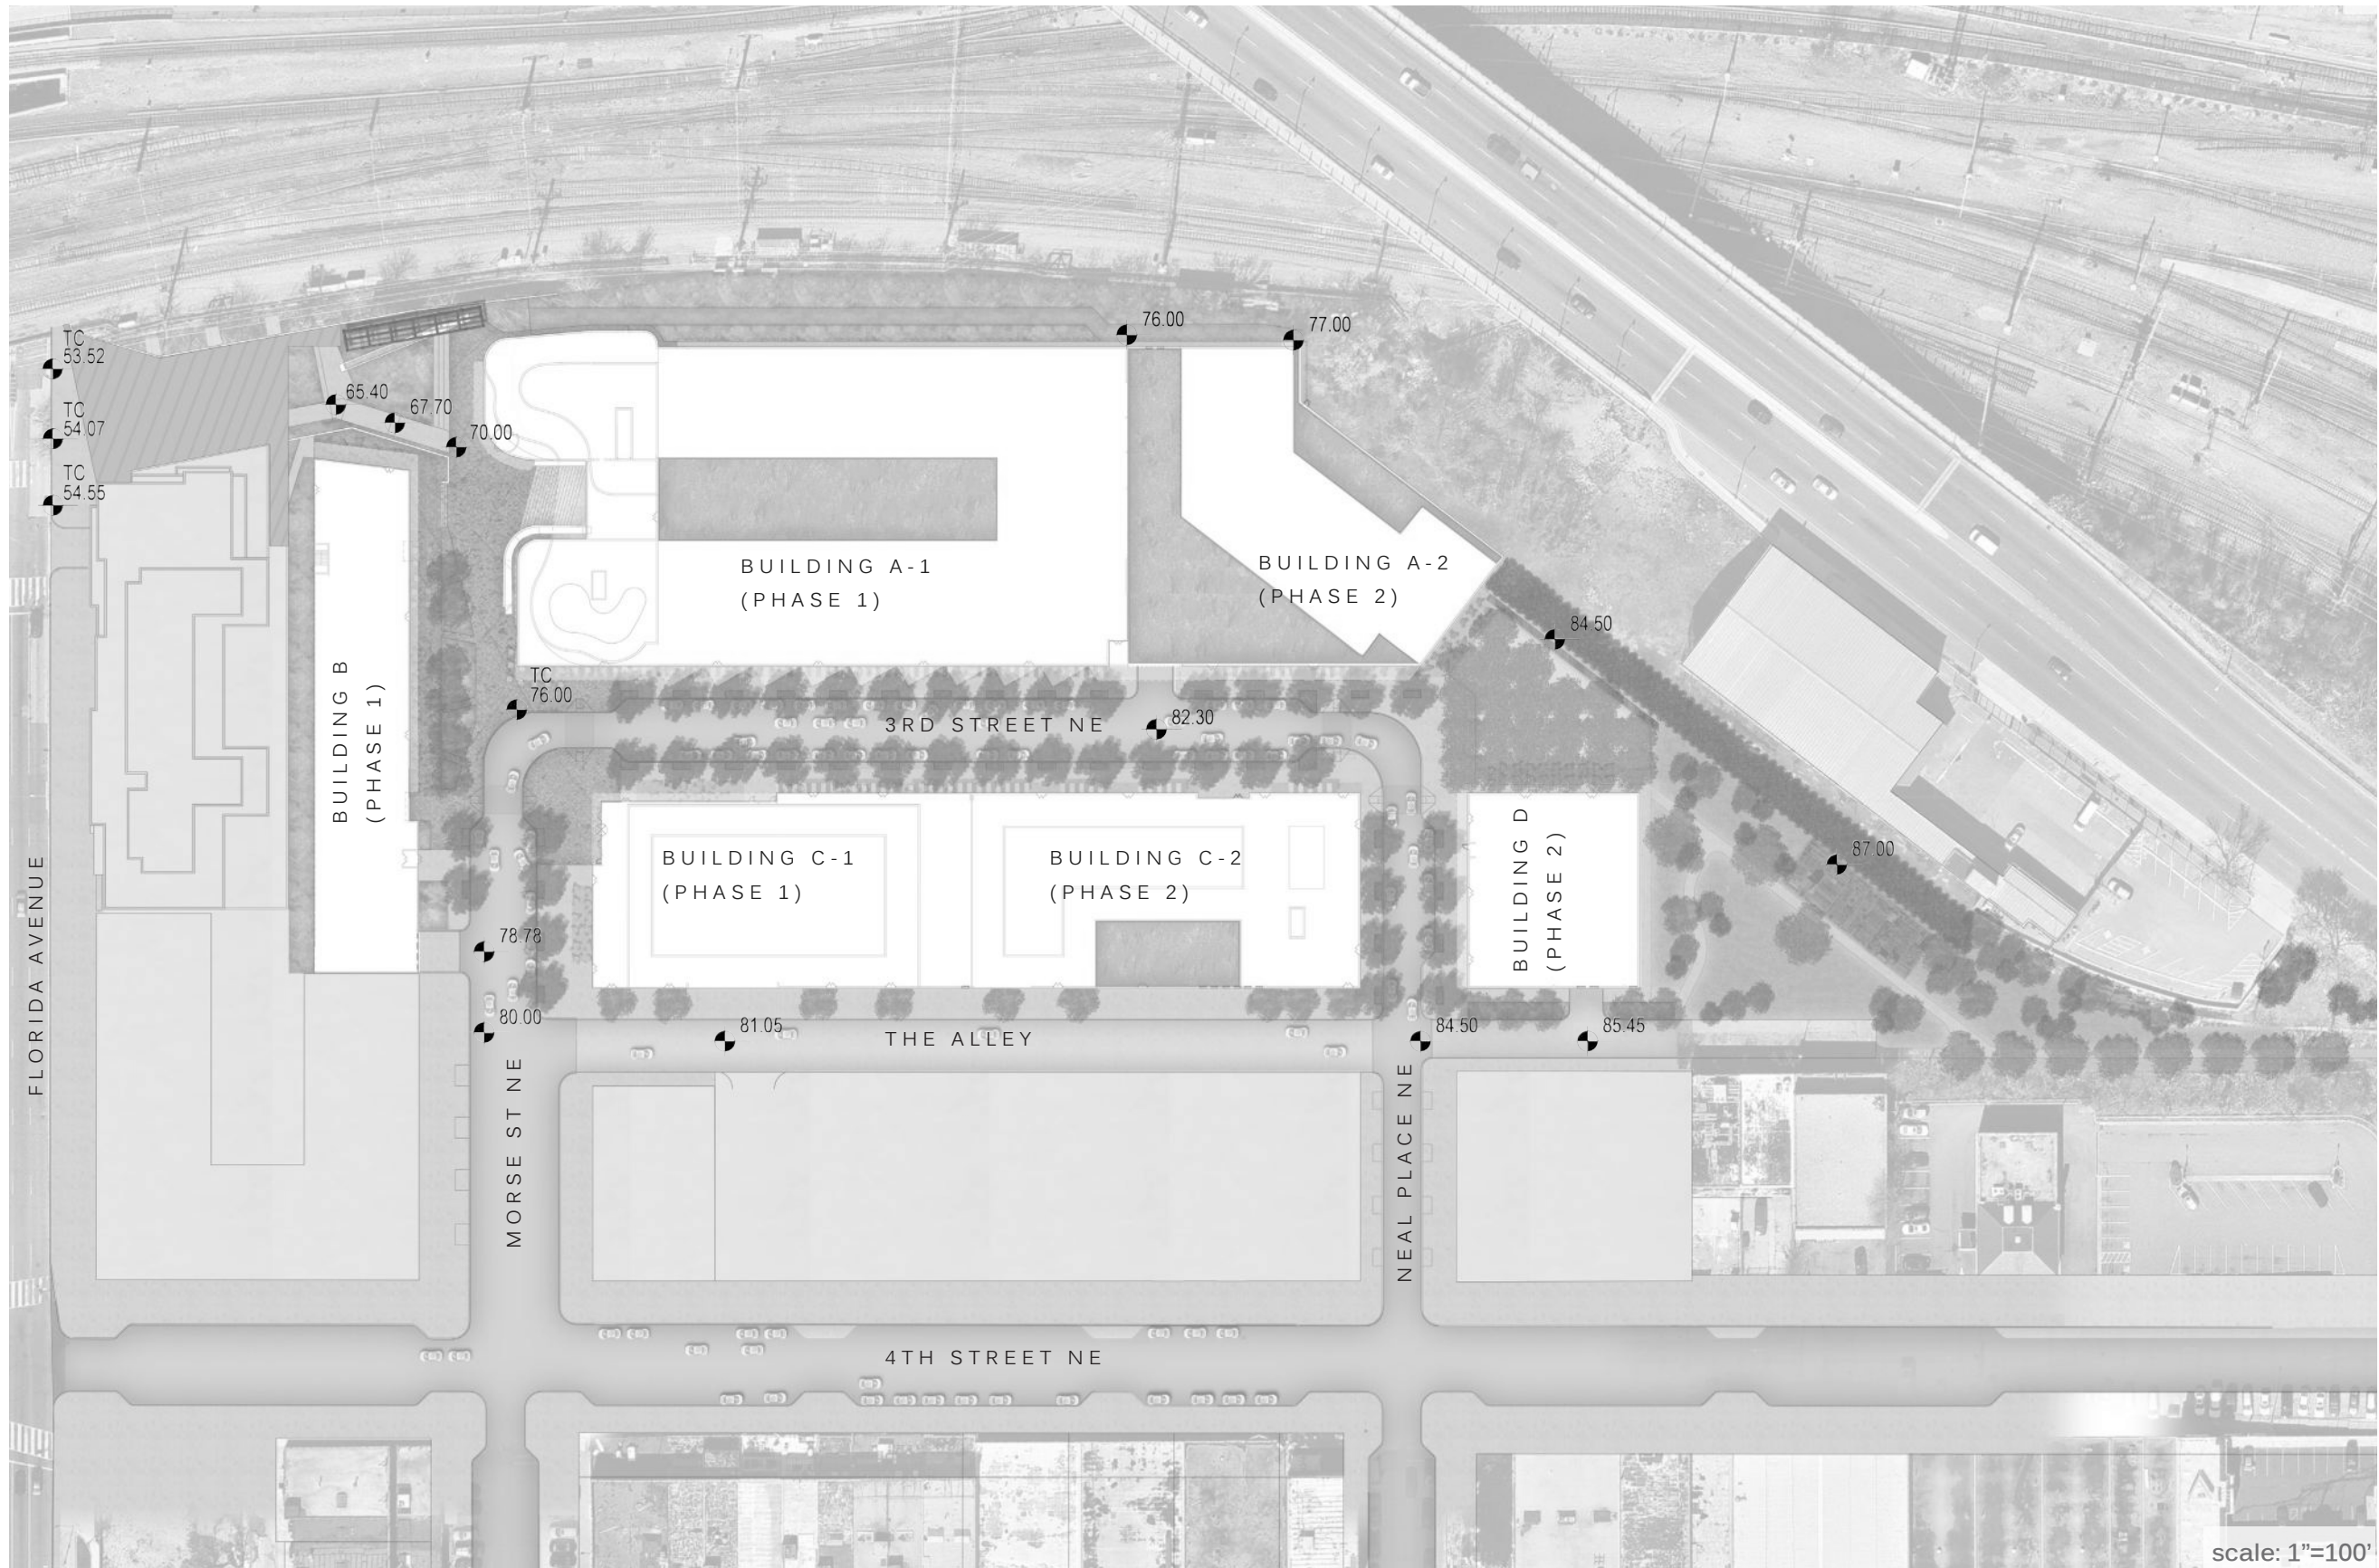 76.00
77.00
TC
53.52
65.40
67.70
TC
54.07
70.00
TC
54.55
BUILDING A-1
(PHASE 1)
BUILDING A-2
(PHASE 2)
84.50
TC
76.00
3RD STREET NE
82.30
BUILDING B
(PHASE 1)
BUILDING C-1
(PHASE 1)
BUILDING C-2
(PHASE 2)
BUILDING D
(PHASE 2)
87.00
FLORIDA AVENUE
78.78
80.00
81.05
THE ALLEY
84.50
85.45
MORSE ST NE
NEAL PLACE NE
4TH STREET NE
scale: 1”=100'